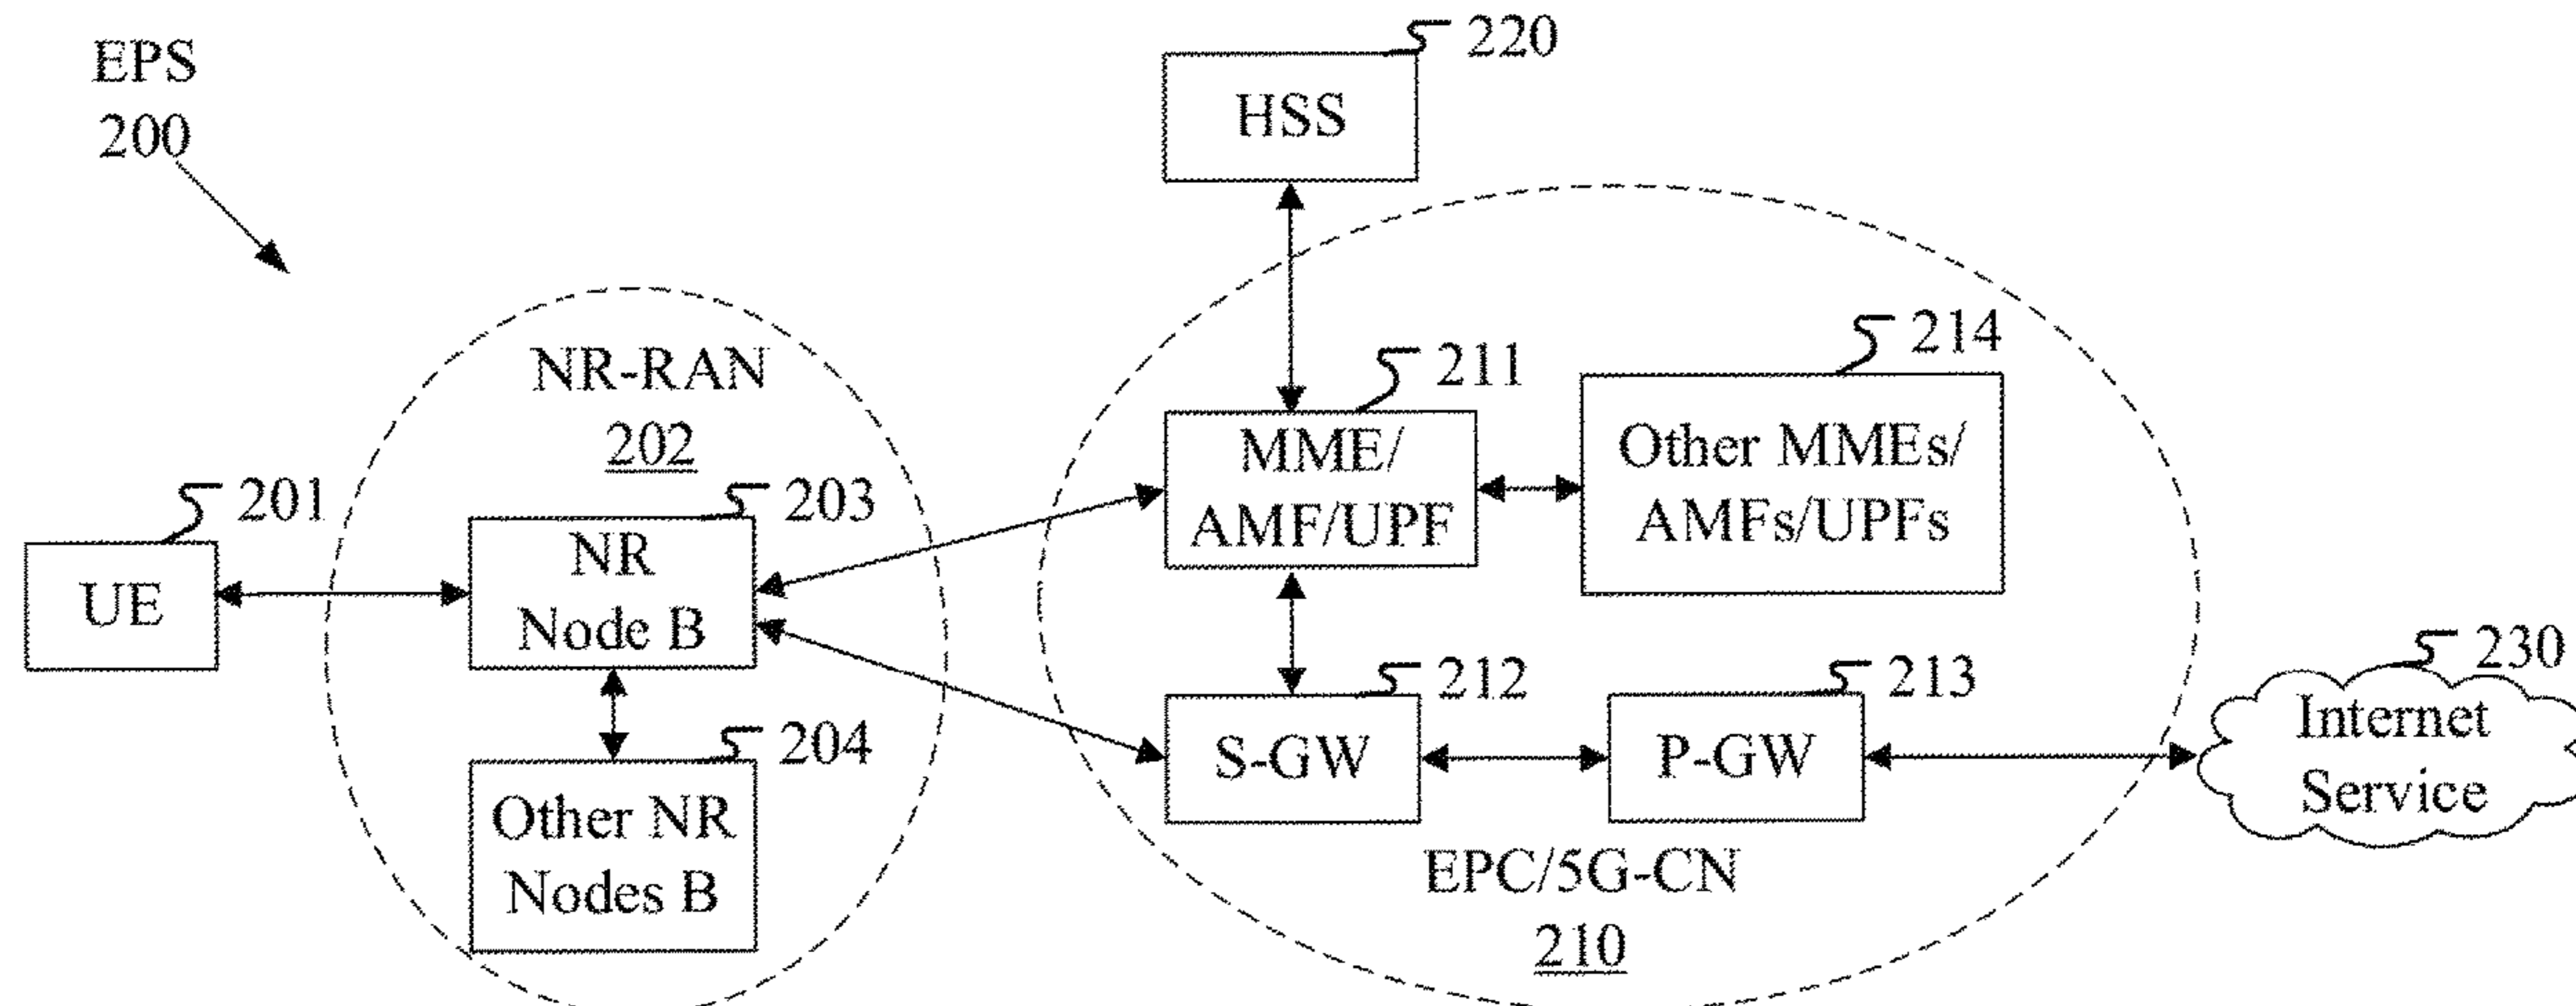 EPS
200
220
HSS
NR-RAN
202
201
UE
203
NR
Node B
204
Other NR
Nodes B
211
MME/
AMF/UPF
214
Other MMEs/
AMFs/UPFs
212
S-GW
213
P-GW
EPC/5G-CN
210
230
Internet
Service